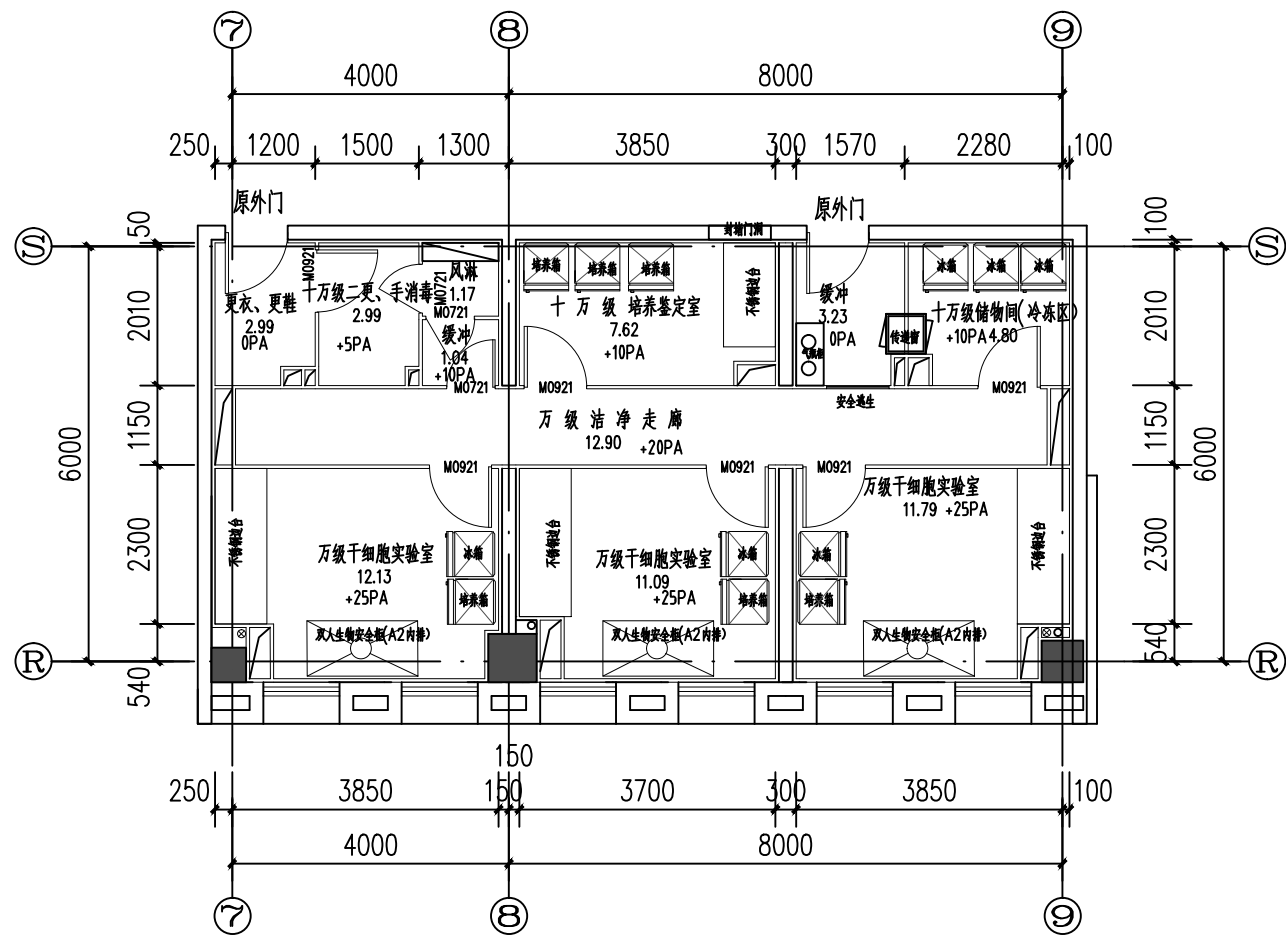 7
8
9
4000
8000
250
1200
1500
1300
3850
300
1570
2280
100
原外门
原外门
封堵门洞
50
100
S
S
M0921
风淋
1.17
M0721
M0721
培养箱
培养箱
培养箱
不锈钢边台
冰箱
冰箱
冰箱
更衣、更鞋
2.99
0PA
十万级二更、手消毒
2.99
+5PA
缓冲
1.04
+10PA
十万级培养鉴定室
7.62
+10PA
缓冲
3.23
0PA
气瓶柜
传递窗
十万级储物间(冷冻区)
+10PA 4.80
2010
2010
M0721
M0921
M0921
安全逃生
万级洁净走廊
12.90
+20PA
1150
1150
6000
6000
M0921
M0921
M0921
万级干细胞实验室
11.79 +25PA
不锈钢边台
不锈钢边台
不锈钢边台
万级干细胞实验室
12.13
+25PA
冰箱
培养箱
万级干细胞实验室
11.09
+25PA
冰箱
培养箱
冰箱
培养箱
2300
2300
双人生物安全柜(A2内排)
双人生物安全柜(A2内排)
双人生物安全柜(A2内排)
R
R
540
540
150
250
3850
150
3700
300
3850
100
4000
8000
7
8
9